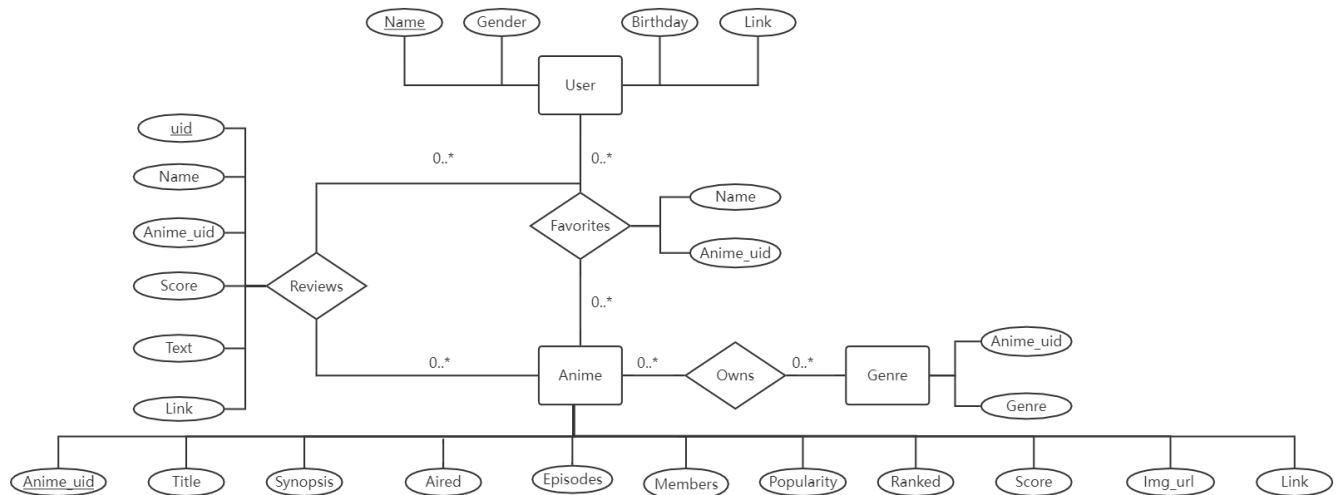 Name
Gender
Birthday
Link
User
uid
Name
Anime_uid
Score
Text
Link
0..*
0..*
Favorites
Name
Anime_uid
Reviews
0..*
0..*
Anime
0..*
Owns
0..*
Genre
Anime_uid
Genre
Anime_uid
Title
Synopsis
Aired
Episodes
Members
Popularity
Ranked
Score
Img_url
Link